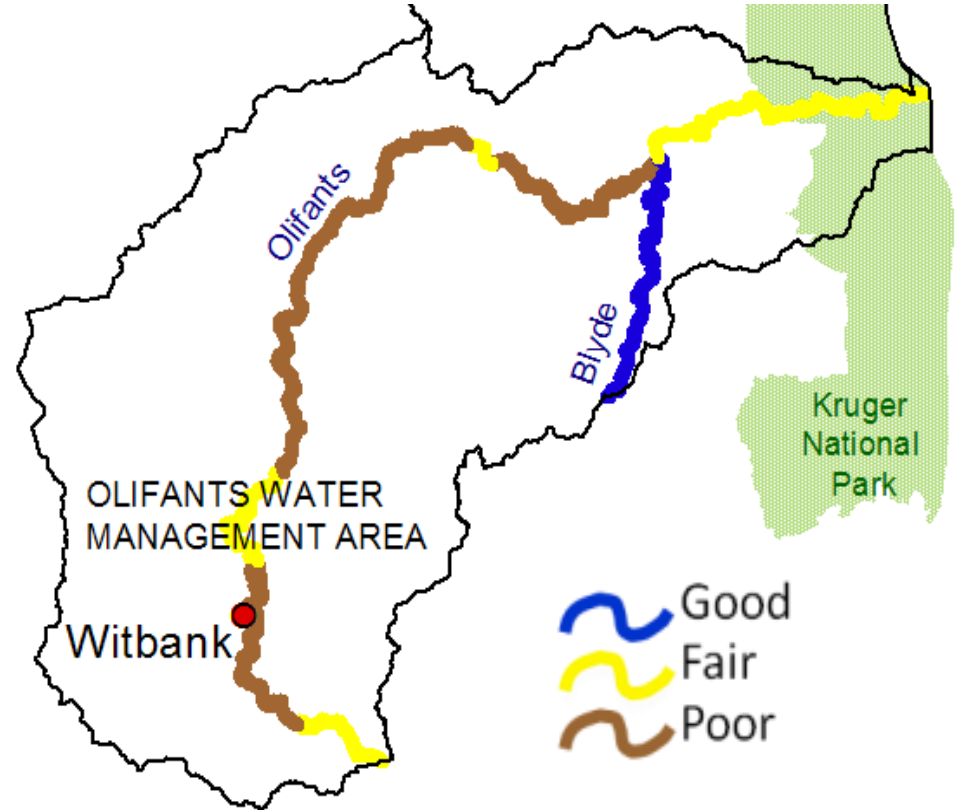 Olifants
Blyde
Kruger
National
Park
OLIFANTS WATER
MANAGEMENT AREA
Witbank
Good
Fair
Poor